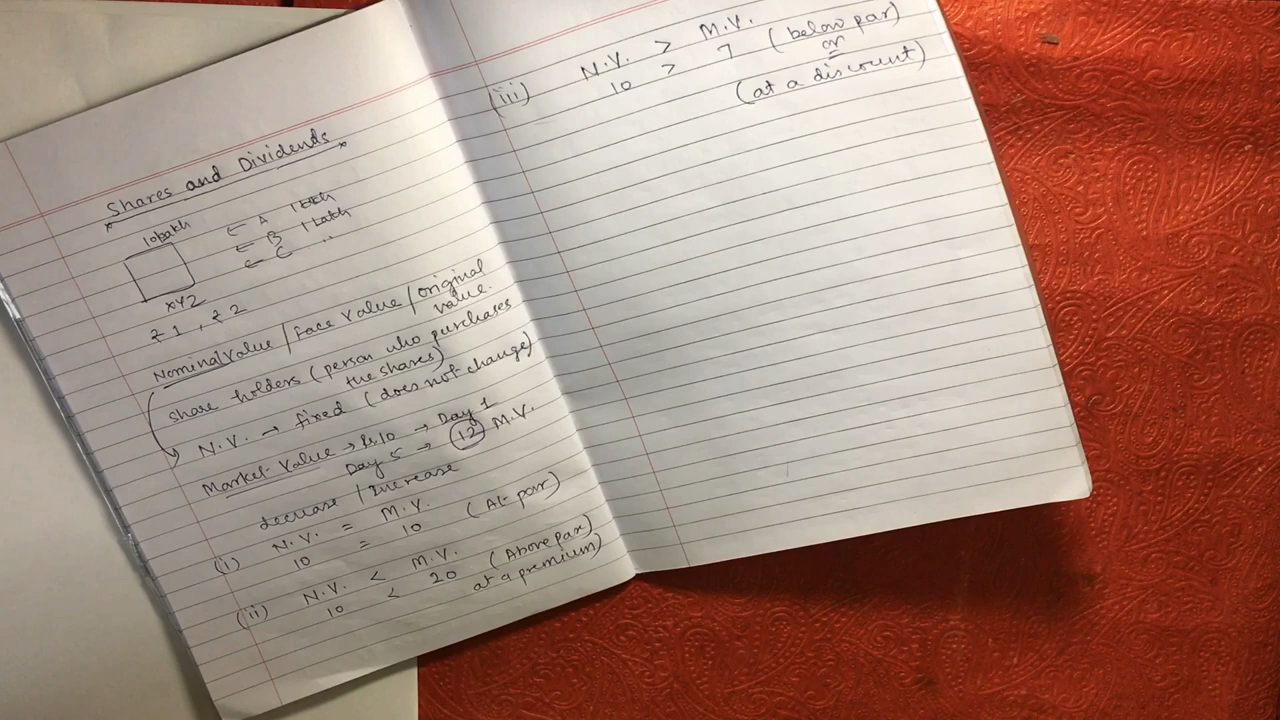 Shares and Dividends
10 lakh
← A 1 lakh
← B 1 lakh
← C "
XYZ
₹ 1 , ₹ 2
Nominal Value / Face Value / original value.
share holders (person who purchases
the shares)
N.V. → fixed (does not change)
Market Value → Rs10 → Day 1
Day 5 → 12 M.V.
decrease / Increase
(i) N.V. = M.V.
10 = 10 (At par)
(ii) N.V. < M.V.
10 < 20 (Above par
at a premium)
(iii) N.V. > M.V.
10 > 7 (below par)
or
(at a discount)